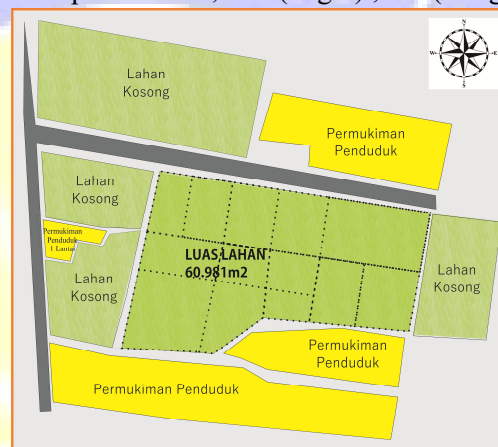 N
W
E
S
Lahan
Kosong
Permukiman
Penduduk
Lahan
Kosong
Permukiman
Penduduk
1 Lantai
LUAS LAHAN
60.981m2
Lahan
Kosong
Lahan
Kosong
Permukiman
Penduduk
Permukiman Penduduk